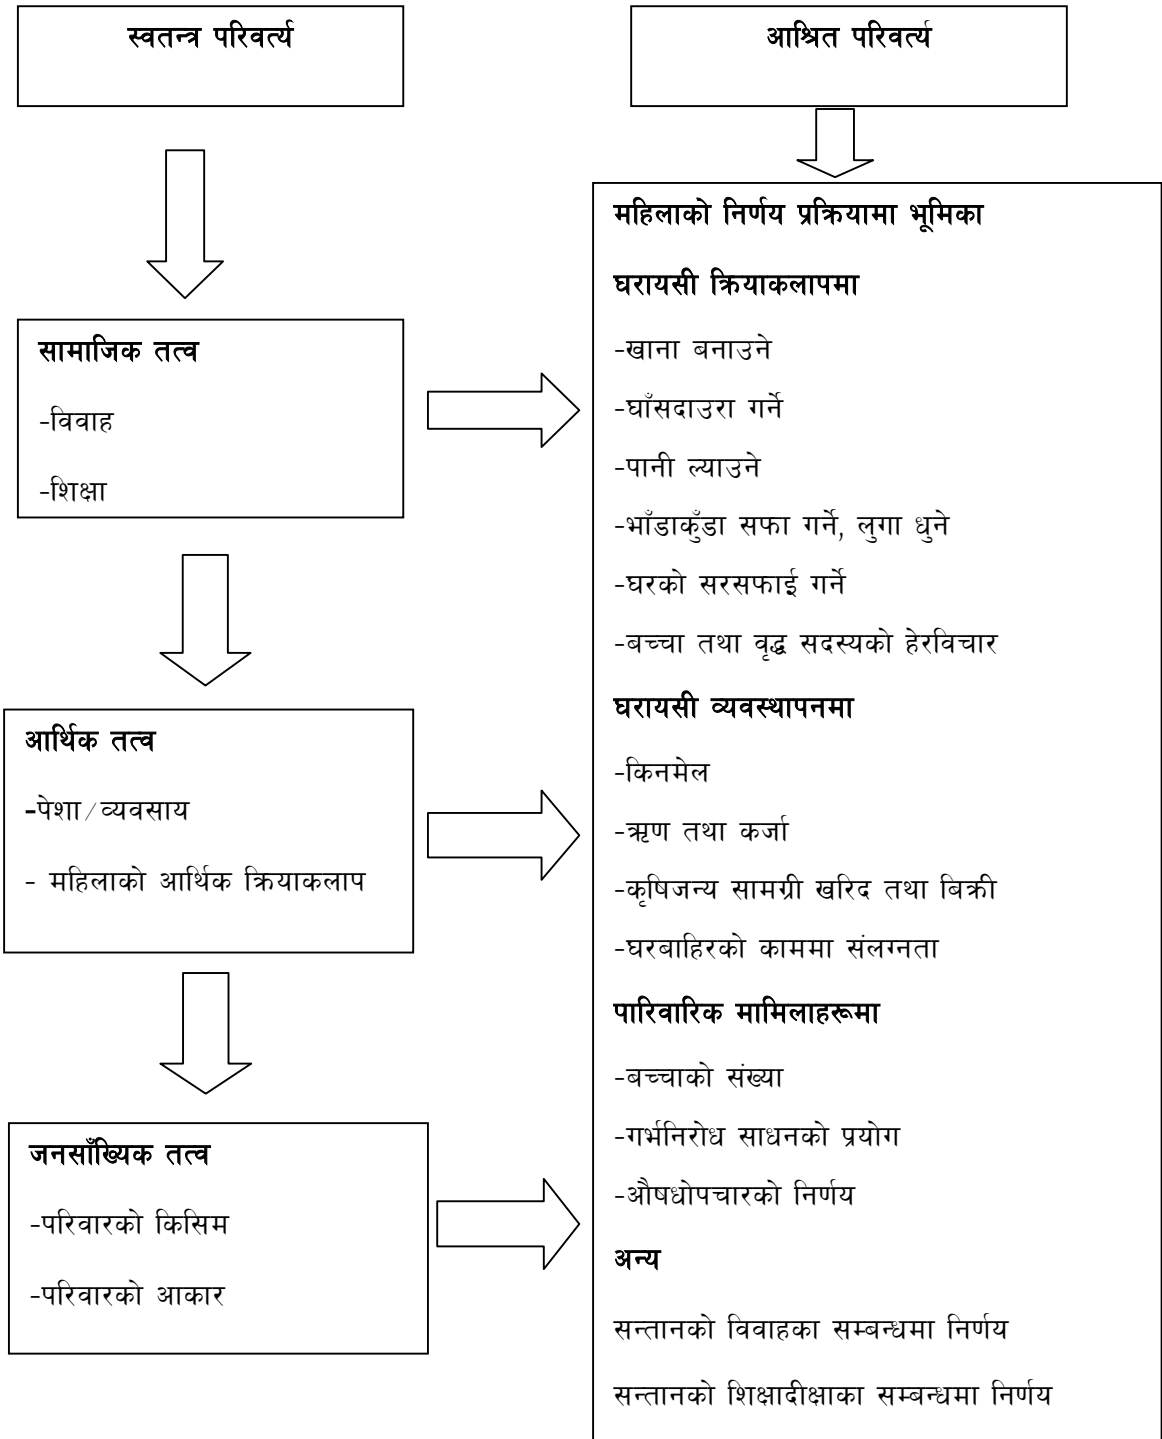 स्वतन्त्र परिवर्त्य
आश्रित परिवर्त्य
सामाजिक तत्व
-विवाह
-शिक्षा
आर्थिक तत्व
-पेशा/व्यवसाय
- महिलाको आर्थिक क्रियाकलाप
जनसाँख्यिक तत्व
-परिवारको किसिम
-परिवारको आकार
महिलाको निर्णय प्रक्रियामा भूमिका
घरायसी क्रियाकलापमा
-खाना बनाउने
-घाँसदाउरा गर्ने
-पानी ल्याउने
-भाँडाकुँडा सफा गर्ने, लुगा धुने
-घरको सरसफाई गर्ने
-बच्चा तथा वृद्ध सदस्यको हेरविचार
घरायसी व्यवस्थापनमा
-किनमेल
-ऋण तथा कर्जा
-कृषिजन्य सामग्री खरिद तथा बिक्री
-घरबाहिरको काममा संलग्नता
पारिवारिक मामिलाहरूमा
-बच्चाको संख्या
-गर्भनिरोध साधनको प्रयोग
-औषधोपचारको निर्णय
अन्य
सन्तानको विवाहका सम्बन्धमा निर्णय
सन्तानको शिक्षादीक्षाका सम्बन्धमा निर्णय